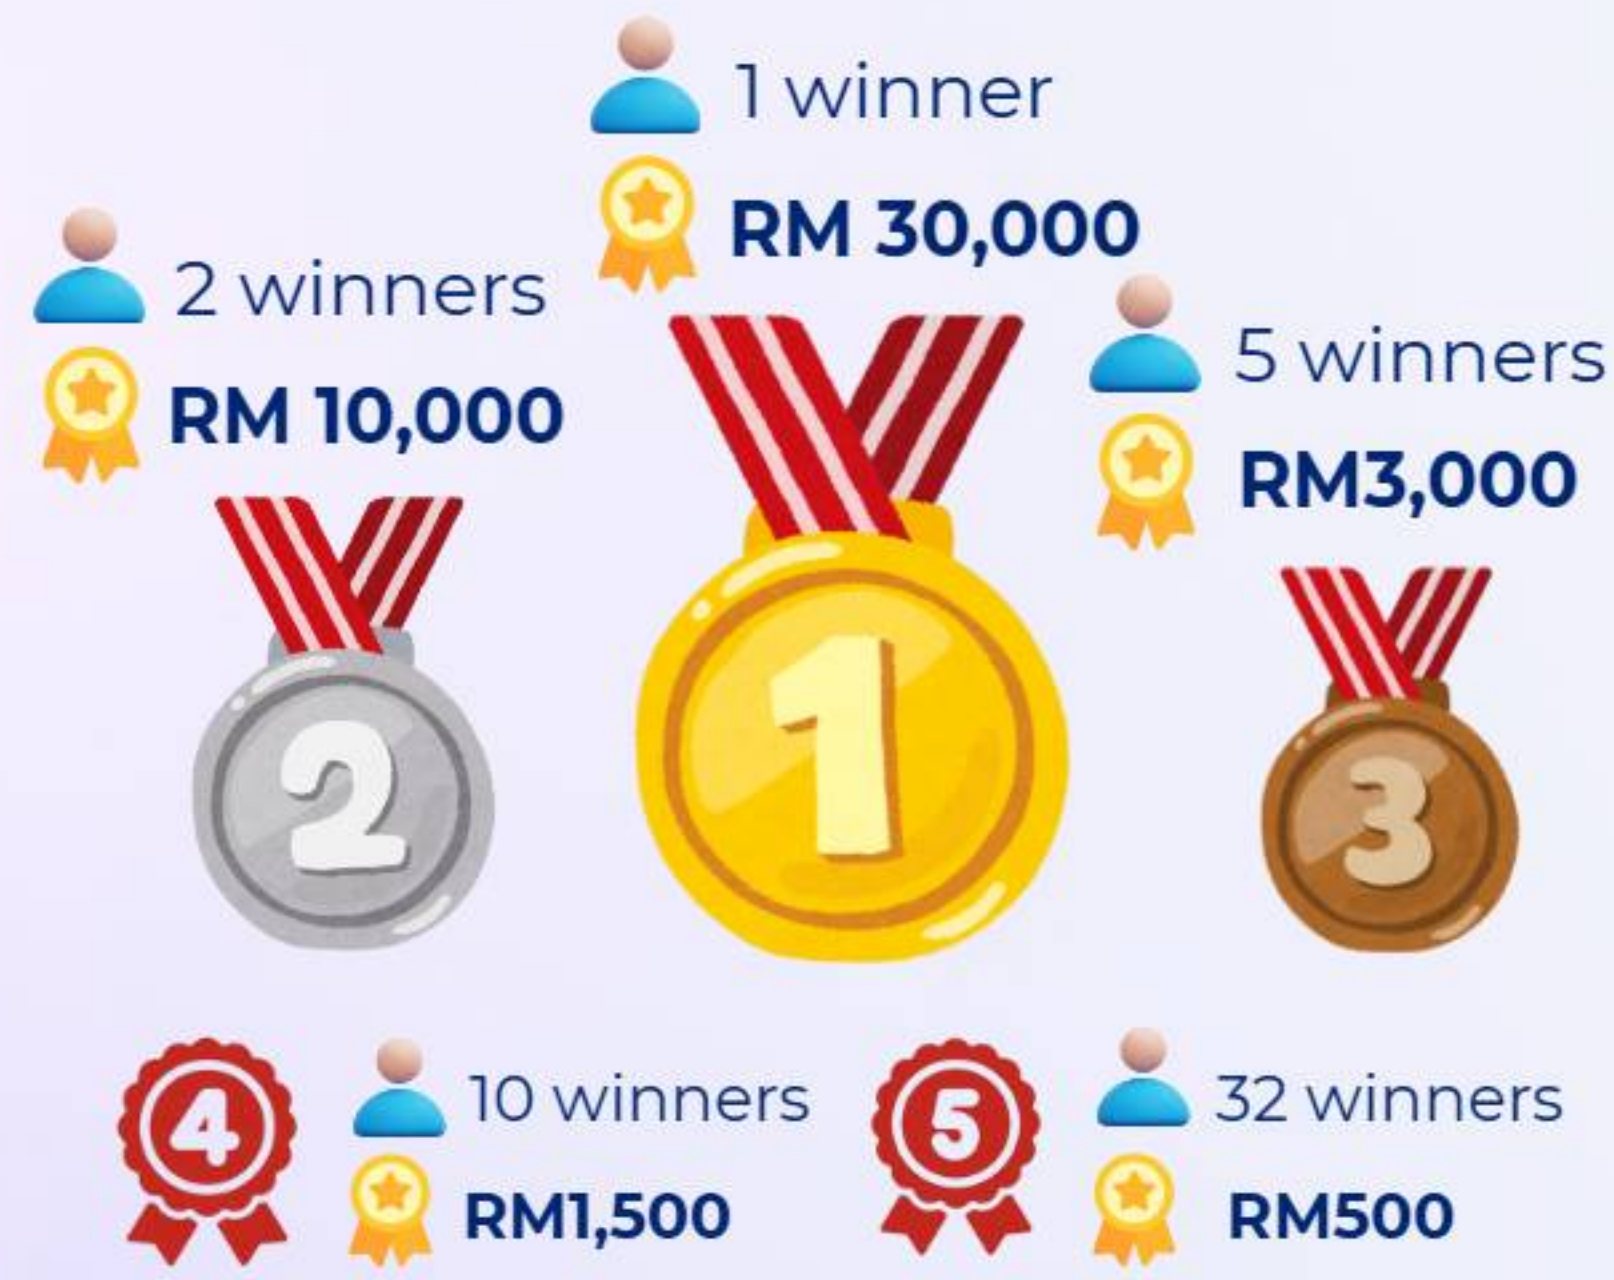 1 winner
RM 30,000
2 winners
RM 10,000
5 winners
RM3,000
2
1
3
4
10 winners
RM1,500
5
32 winners
RM500